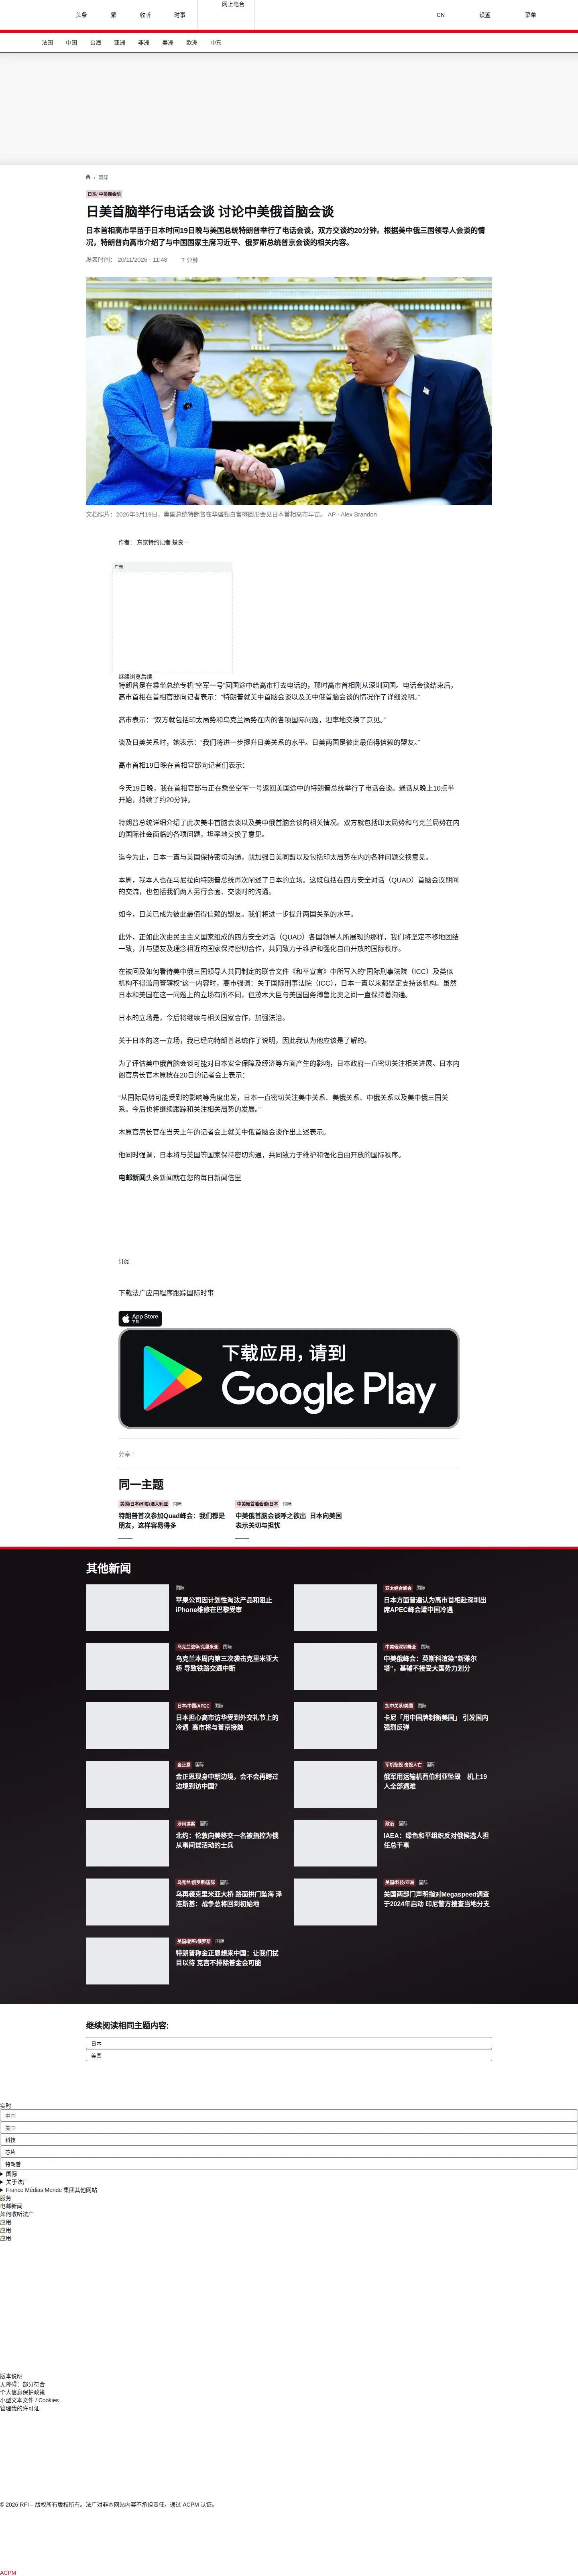 头条
繁
收听
时事
网上电台
CN
设置
菜单
法国
中国
台海
亚洲
非洲
美洲
欧洲
中东
/ 国际
日本/ 中美俄会晤
日美首脑举行电话会谈 讨论中美俄首脑会谈
日本首相高市早苗于日本时间19日晚与美国总统特朗普举行了电话会谈，双方交谈约20分钟。根据美中俄三国领导人会谈的情
况，特朗普向高市介绍了与中国国家主席习近平、俄罗斯总统普京会谈的相关内容。
发表时间： 20/11/2026 - 11:46
7 分钟
文档照片：2026年3月19日，美国总统特朗普在华盛顿白宫椭圆形会见日本首相高市早苗。 AP - Alex Brandon
作者： 东京特约记者 楚良一
广告
继续浏览后续
特朗普是在乘坐总统专机“空军一号”回国途中给高市打去电话的，那时高市首相刚从深圳回国。电话会谈结束后，
高市首相在首相官邸向记者表示：“特朗普就美中首脑会谈以及美中俄首脑会谈的情况作了详细说明。”
高市表示：“双方就包括印太局势和乌克兰局势在内的各项国际问题，坦率地交换了意见。”
谈及日美关系时，她表示：“我们将进一步提升日美关系的水平。日美两国是彼此最值得信赖的盟友。”
高市首相19日晚在首相官邸向记者们表示：
今天19日晚，我在首相官邸与正在乘坐空军一号返回美国途中的特朗普总统举行了电话会谈。通话从晚上10点半
开始，持续了约20分钟。
特朗普总统详细介绍了此次美中首脑会谈以及美中俄首脑会谈的相关情况。双方就包括印太局势和乌克兰局势在内
的国际社会面临的各项问题，坦率地交换了意见。
迄今为止，日本一直与美国保持密切沟通，就加强日美同盟以及包括印太局势在内的各种问题交换意见。
本周，我本人也在马尼拉向特朗普总统再次阐述了日本的立场。这既包括在四方安全对话（QUAD）首脑会议期间
的交流，也包括我们两人另行会面、交谈时的沟通。
如今，日美已成为彼此最值得信赖的盟友。我们将进一步提升两国关系的水平。
此外，正如此次由民主主义国家组成的四方安全对话（QUAD）各国领导人所展现的那样，我们将坚定不移地团结
一致，并与盟友及理念相近的国家保持密切合作，共同致力于维护和强化自由开放的国际秩序。
在被问及如何看待美中俄三国领导人共同制定的联合文件《和平宣言》中所写入的“国际刑事法院（ICC）及类似
机构不得滥用管辖权”这一内容时，高市强调：关于国际刑事法院（ICC），日本一直以来都坚定支持该机构。虽然
日本和美国在这一问题上的立场有所不同，但茂木大臣与美国国务卿鲁比奥之间一直保持着沟通。
日本的立场是，今后将继续与相关国家合作，加强法治。
关于日本的这一立场，我已经向特朗普总统作了说明，因此我认为他应该是了解的。
为了评估美中俄首脑会谈可能对日本安全保障及经济等方面产生的影响，日本政府一直密切关注相关进展。日本内
阁官房长官木原稔在20日的记者会上表示：
“从国际局势可能受到的影响等角度出发，日本一直密切关注美中关系、美俄关系、中俄关系以及美中俄三国关
系。今后也将继续跟踪和关注相关局势的发展。”
木原官房长官在当天上午的记者会上就美中俄首脑会谈作出上述表示。
他同时强调，日本将与美国等国家保持密切沟通，共同致力于维护和强化自由开放的国际秩序。
电邮新闻头条新闻就在您的每日新闻信里
订阅
下载法广应用程序跟踪国际时事
App Store
下载应用，请到
Google Play
分享 :
同一主题
美国/日本/印度/澳大利亚 国际
特朗普首次参加Quad峰会：我们都是
朋友，这样容易得多
中美俄首脑会谈/日本 国际
中美俄首脑会谈呼之欲出 日本向美国
表示关切与担忧
其他新闻
国际
苹果公司因计划性淘汰产品和阻止
iPhone维修在巴黎受审
亚太经合峰会 国际
日本方面普遍认为高市首相赴深圳出
席APEC峰会遭中国冷遇
乌克兰战争/克里米亚 国际
乌克兰本周内第三次袭击克里米亚大
桥 导致铁路交通中断
中美俄深圳峰会 国际
中美俄峰会：莫斯科渲染“新雅尔
塔”，基辅不接受大国势力划分
日本/中国/APEC 国际
日本担心高市访华受到外交礼节上的
冷遇 高市将与普京接触
加中关系/美国 国际
卡尼「用中国牌制衡美国」 引发国内
强烈反弹
金正恩 国际
金正恩现身中朝边境，会不会再跨过
边境到访中国？
军机坠毁 击毁人亡 国际
俄军用运输机西伯利亚坠毁 机上19
人全部遇难
涉间谍案 国际
北约：伦敦向美移交一名被指控为俄
从事间谍活动的士兵
政治 国际
IAEA：绿色和平组织反对俄候选人担
任总干事
乌克兰/俄罗斯/国际 国际
乌再袭克里米亚大桥 路面拱门坠海 泽
连斯基：战争总将回到初始地
美国/科技/亚洲 国际
美国两部门声明指对Megaspeed调查
于2024年启动 印尼警方搜查当地分支
美国/朝鲜/俄罗斯 国际
特朗普称金正恩想来中国：让我们拭
目以待 克宫不排除普金会可能
继续阅读相同主题内容:
日本
美国
实时
中国
美国
科技
芯片
特朗普
国际
关于法广
France Médias Monde 集团其他网站
服务
电邮新闻
如何收听法广
应用
应用
应用
版本说明
无障碍：部分符合
个人信息保护政策
小型文本文件 / Cookies
管理我的许可证
© 2026 RFI – 版权所有版权所有。法广对非本网站内容不承担责任。通过 ACPM 认证。
ACPM